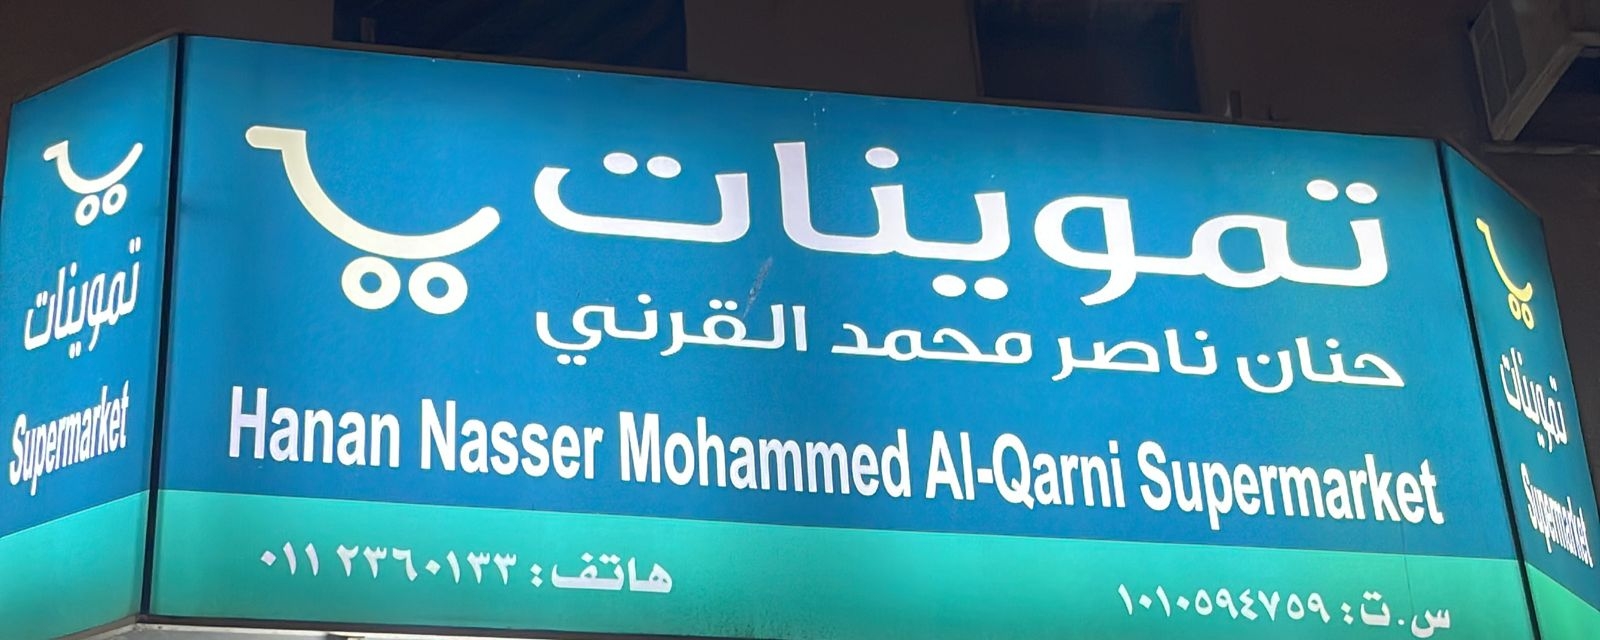 تموينات
حنان ناصر محمد القرني
Hanan Nasser Mohammed Al-Qarni Supermarket
س.ت: ١٠١٠٥٩٤٧٥٩
هاتف: ٠١١ ٢٣٦٠١٣٣
تموينات
Supermarket
تموينات
Supermarket